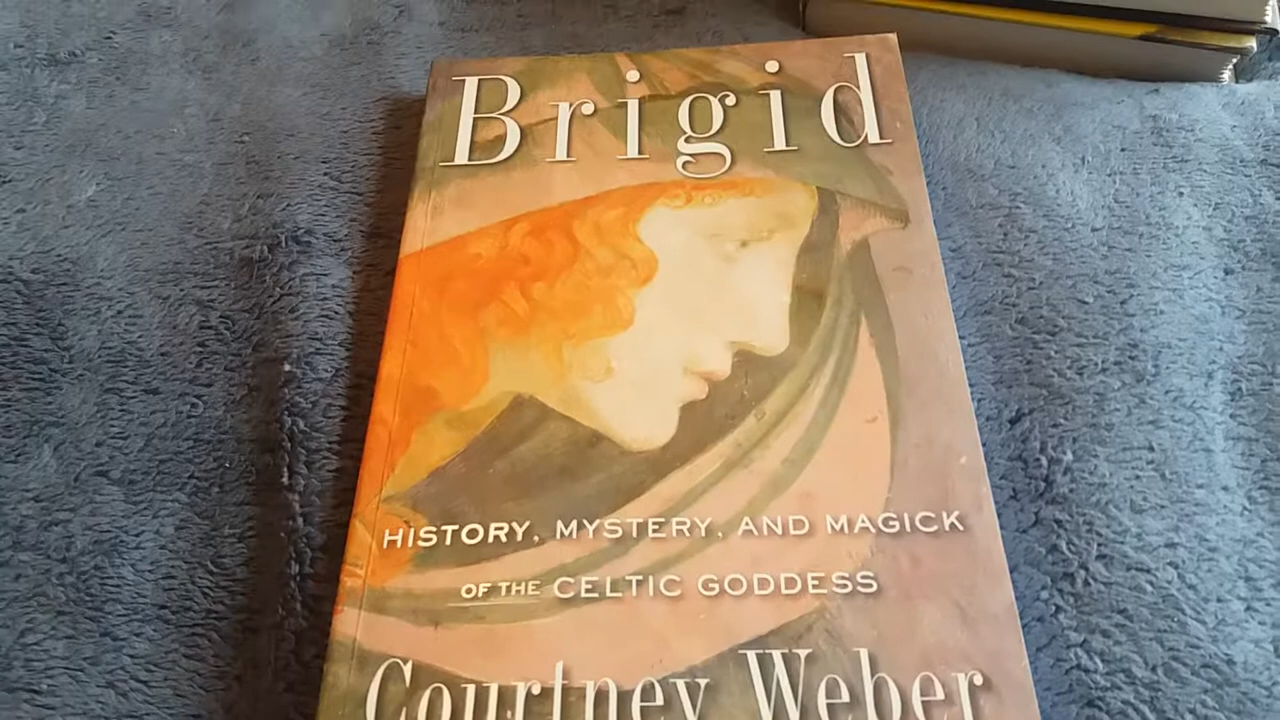 Brigid
HISTORY, MYSTERY, AND MAGICK
OF THE CELTIC GODDESS
Courtney Weber